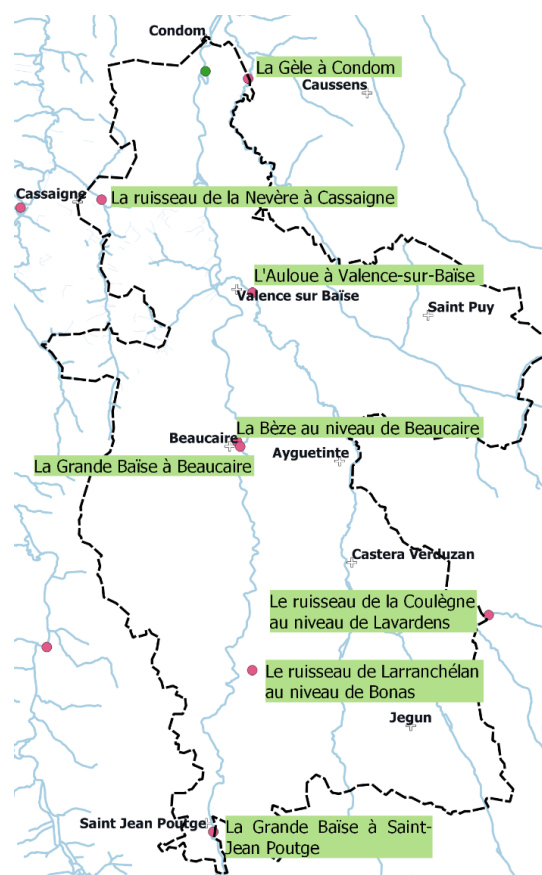 Condom
La Gèle à Condom
Caussens
Cassaigne
La ruisseau de la Nevère à Cassaigne
L'Auloue à Valence-sur-Baïse
Valence sur Baïse
Saint Puy
La Bèze au niveau de Beaucaire
Beaucaire
Ayguetinte
La Grande Baïse à Beaucaire
Castera Verduzan
Le ruisseau de la Coulègne
au niveau de Lavardens
Le ruisseau de Larranchélan
au niveau de Bonas
Jegun
Saint Jean Poutge
La Grande Baïse à Saint-
Jean Poutge